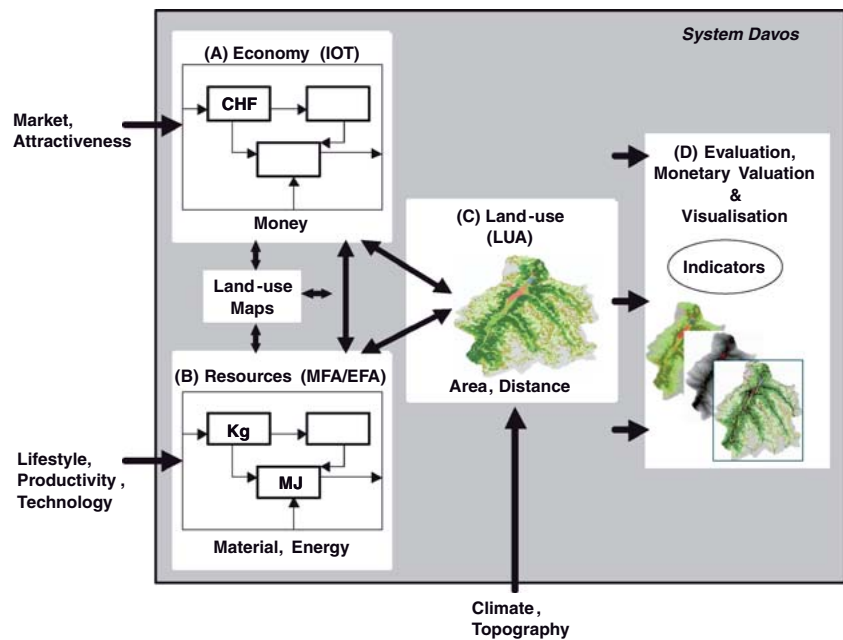 System Davos
(A) Economy (IOT)
CHF
Money
Market,
Attractiveness
Land-use
Maps
(B) Resources (MFA/EFA)
Kg
MJ
Material, Energy
Lifestyle,
Productivity,
Technology
(C) Land-use
(LUA)
Area, Distance
Climate,
Topography
(D) Evaluation,
Monetary Valuation
&
Visualisation
Indicators